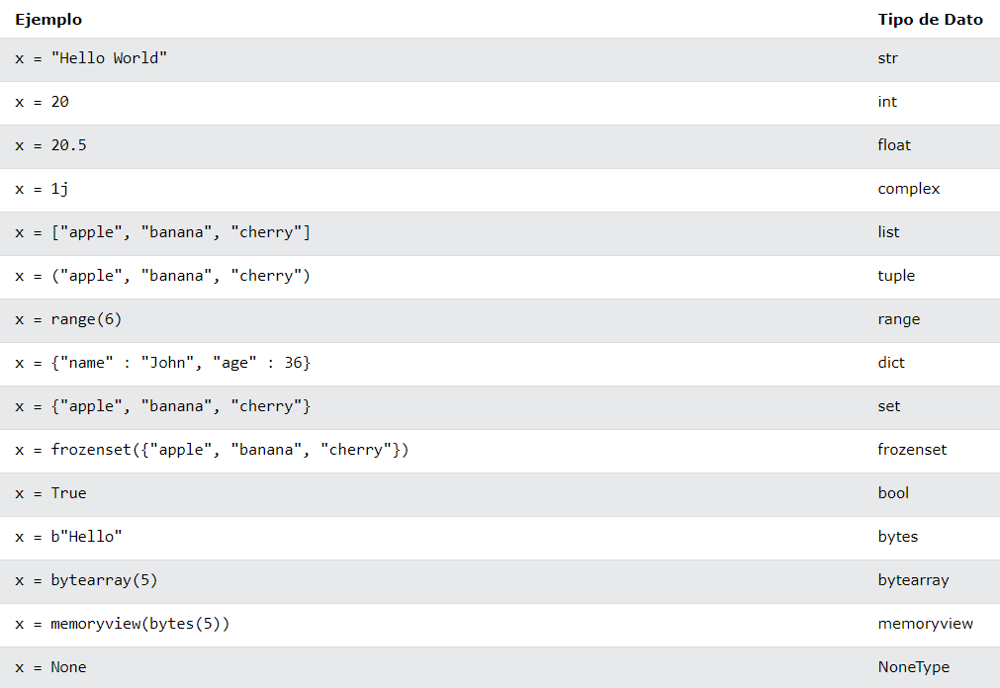 Ejemplo Tipo de Dato
x = "Hello World" str
x = 20 int
x = 20.5 float
x = 1j complex
x = ["apple", "banana", "cherry"] list
x = ("apple", "banana", "cherry") tuple
x = range(6) range
x = {"name" : "John", "age" : 36} dict
x = {"apple", "banana", "cherry"} set
x = frozenset({"apple", "banana", "cherry"}) frozenset
x = True bool
x = b"Hello" bytes
x = bytearray(5) bytearray
x = memoryview(bytes(5)) memoryview
x = None NoneType